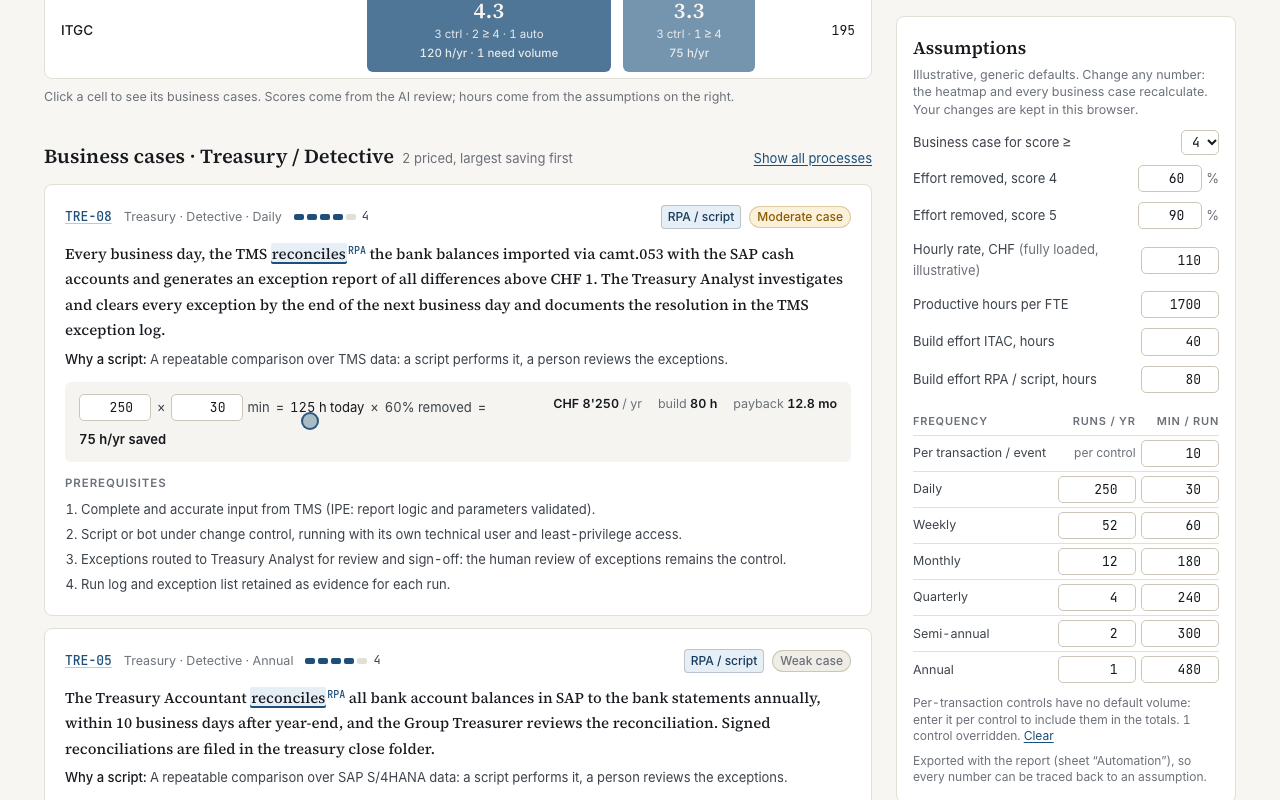 ITGC
4.3
3 ctrl · 2 ≥ 4 · 1 auto
120 h/yr · 1 need volume
3.3
3 ctrl · 1 ≥ 4
75 h/yr
195
Click a cell to see its business cases. Scores come from the AI review; hours come from the assumptions on the right.
Business cases · Treasury / Detective 2 priced, largest saving first Show all processes
TRE-08 Treasury · Detective · Daily 4 RPA / script Moderate case
Every business day, the TMS reconciles RPA the bank balances imported via camt.053 with the SAP cash
accounts and generates an exception report of all differences above CHF 1. The Treasury Analyst investigates
and clears every exception by the end of the next business day and documents the resolution in the TMS
exception log.
Why a script: A repeatable comparison over TMS data: a script performs it, a person reviews the exceptions.
250 × 30 min = 125 h today × 60% removed =
75 h/yr saved
CHF 8'250 / yr build 80 h payback 12.8 mo
PREREQUISITES
1. Complete and accurate input from TMS (IPE: report logic and parameters validated).
2. Script or bot under change control, running with its own technical user and least-privilege access.
3. Exceptions routed to Treasury Analyst for review and sign-off: the human review of exceptions remains the control.
4. Run log and exception list retained as evidence for each run.
TRE-05 Treasury · Detective · Annual 4 RPA / script Weak case
The Treasury Accountant reconciles RPA all bank account balances in SAP to the bank statements annually,
within 10 business days after year-end, and the Group Treasurer reviews the reconciliation. Signed
reconciliations are filed in the treasury close folder.
Why a script: A repeatable comparison over SAP S/4HANA data: a script performs it, a person reviews the exceptions.
Assumptions
Illustrative, generic defaults. Change any number:
the heatmap and every business case recalculate.
Your changes are kept in this browser.
Business case for score ≥ 4
Effort removed, score 4 60 %
Effort removed, score 5 90 %
Hourly rate, CHF (fully loaded,
illustrative) 110
Productive hours per FTE 1700
Build effort ITAC, hours 40
Build effort RPA / script, hours 80
FREQUENCY RUNS / YR MIN / RUN
Per transaction / event per control 10
Daily 250 30
Weekly 52 60
Monthly 12 180
Quarterly 4 240
Semi-annual 2 300
Annual 1 480
Per-transaction controls have no default volume:
enter it per control to include them in the totals. 1
control overridden. Clear
Exported with the report (sheet “Automation”), so
every number can be traced back to an assumption.